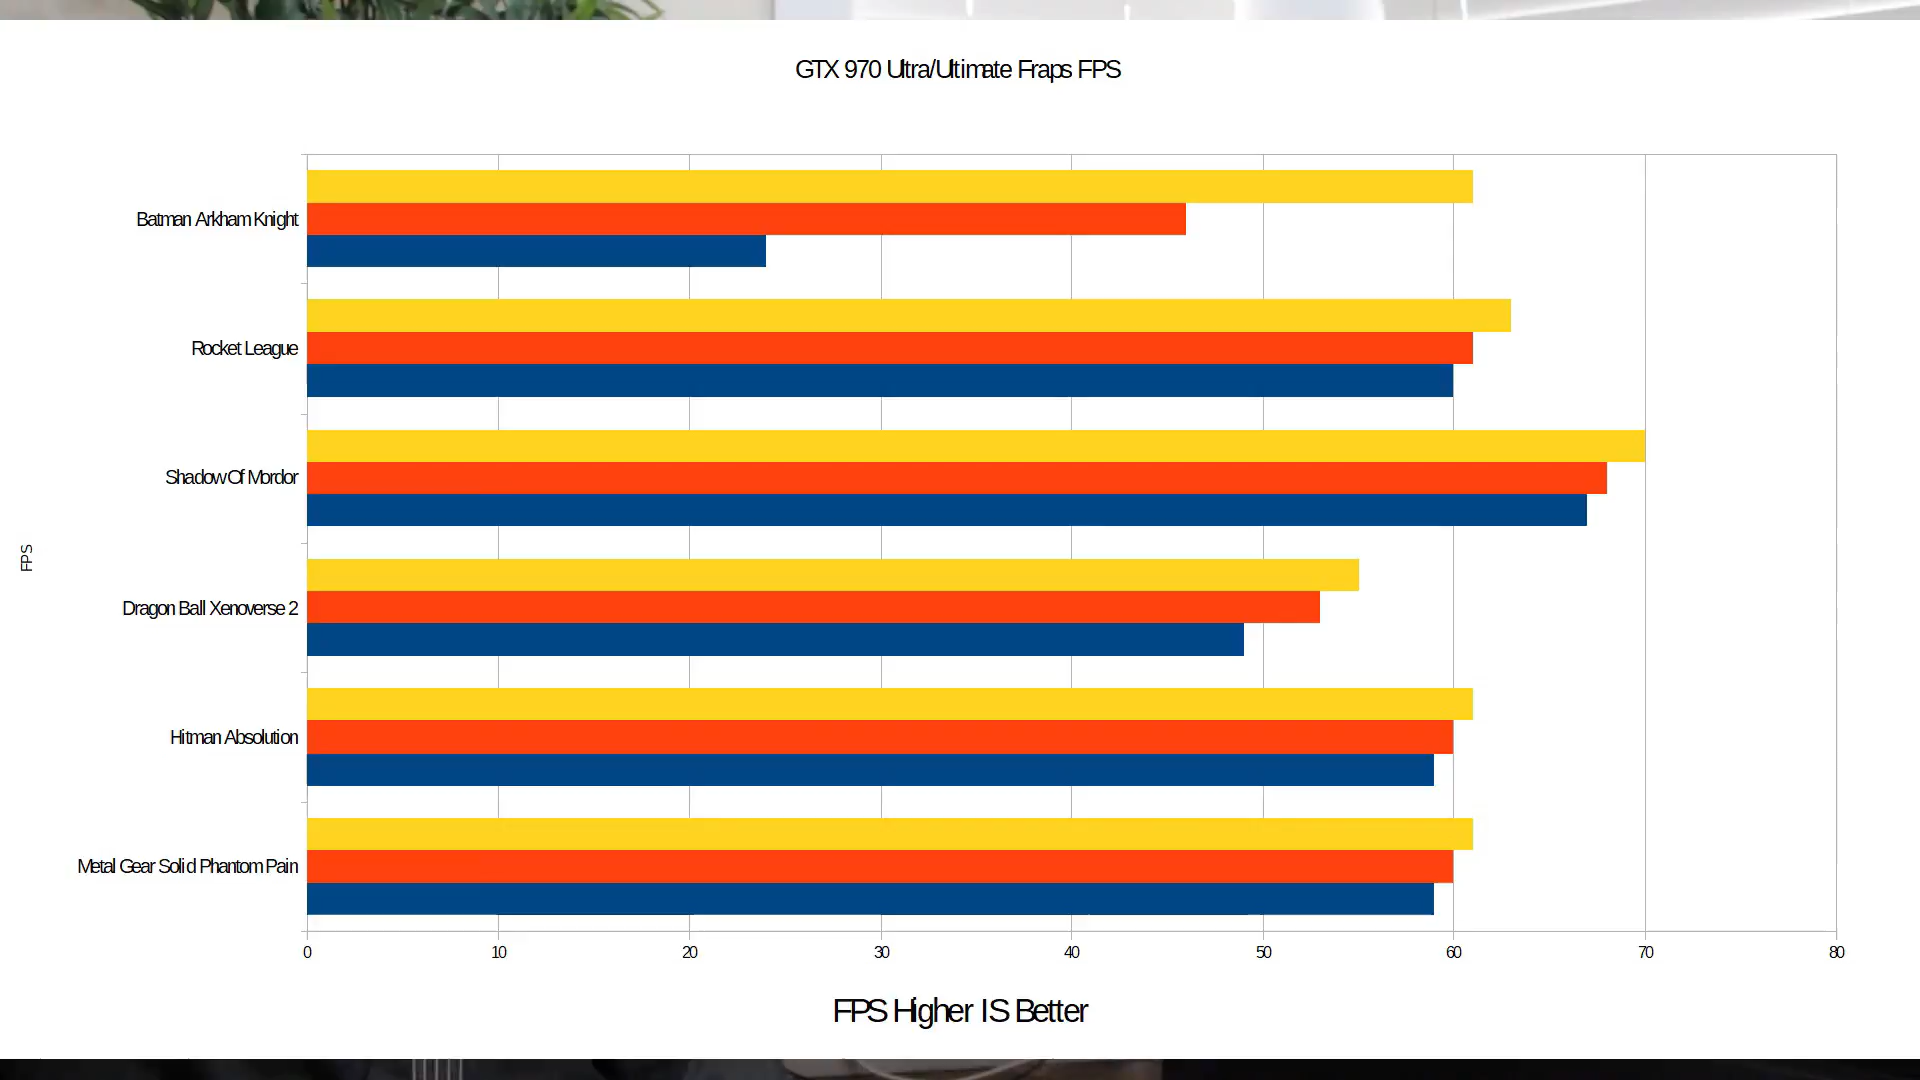 GTX 970 Ultra/Ultimate Fraps FPS
Batman Arkham Knight
Rocket League
Shadow Of Mordor
FPS
Dragon Ball Xenoverse 2
Hitman Absolution
Metal Gear Solid Phantom Pain
0 10 20 30 40 50 60 70 80
FPS Higher IS Better